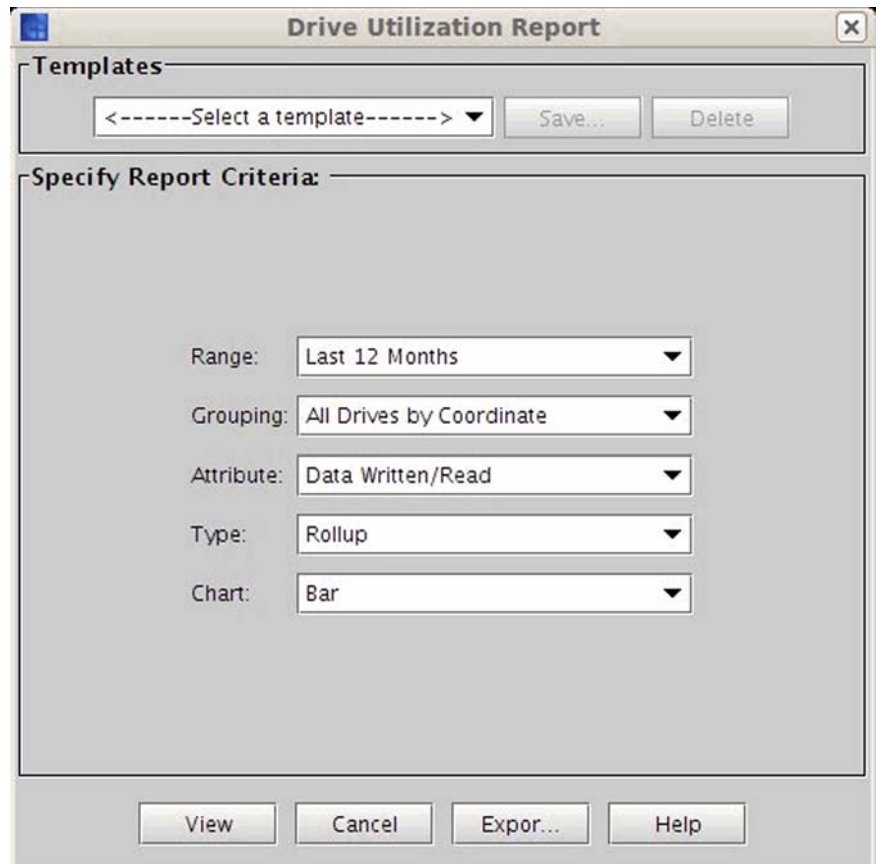 Drive Utilization Report
Templates
<------Select a template------> Save... Delete
Specify Report Criteria:
Range: Last 12 Months
Grouping: All Drives by Coordinate
Attribute: Data Written/Read
Type: Rollup
Chart: Bar
View Cancel Expor... Help